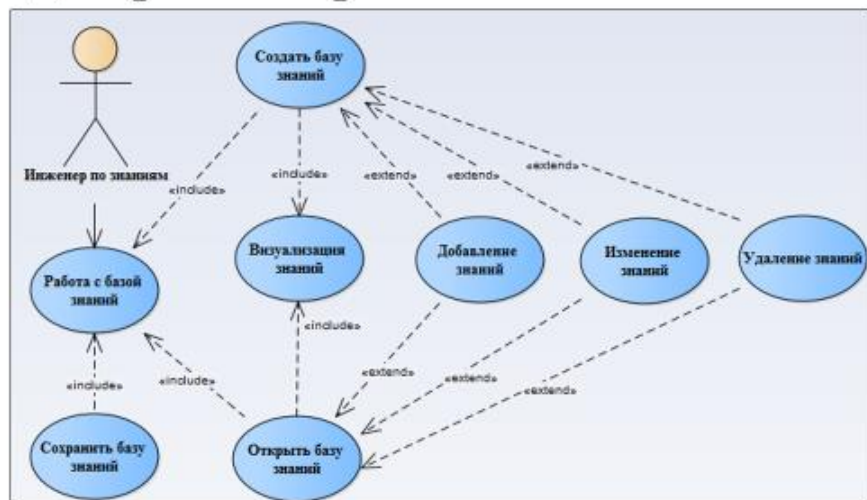 Создать базу
знаний
Инженер по знаниям
«include»
«include»
«extend»
«extend»
«extend»
Работа с базой
знаний
Визуализация
знаний
Добавление
знаний
Изменение
знаний
Удаление знаний
«include»
«include»
«include»
«extend»
«extend»
«extend»
Сохранить базу
знаний
Открыть базу
знаний